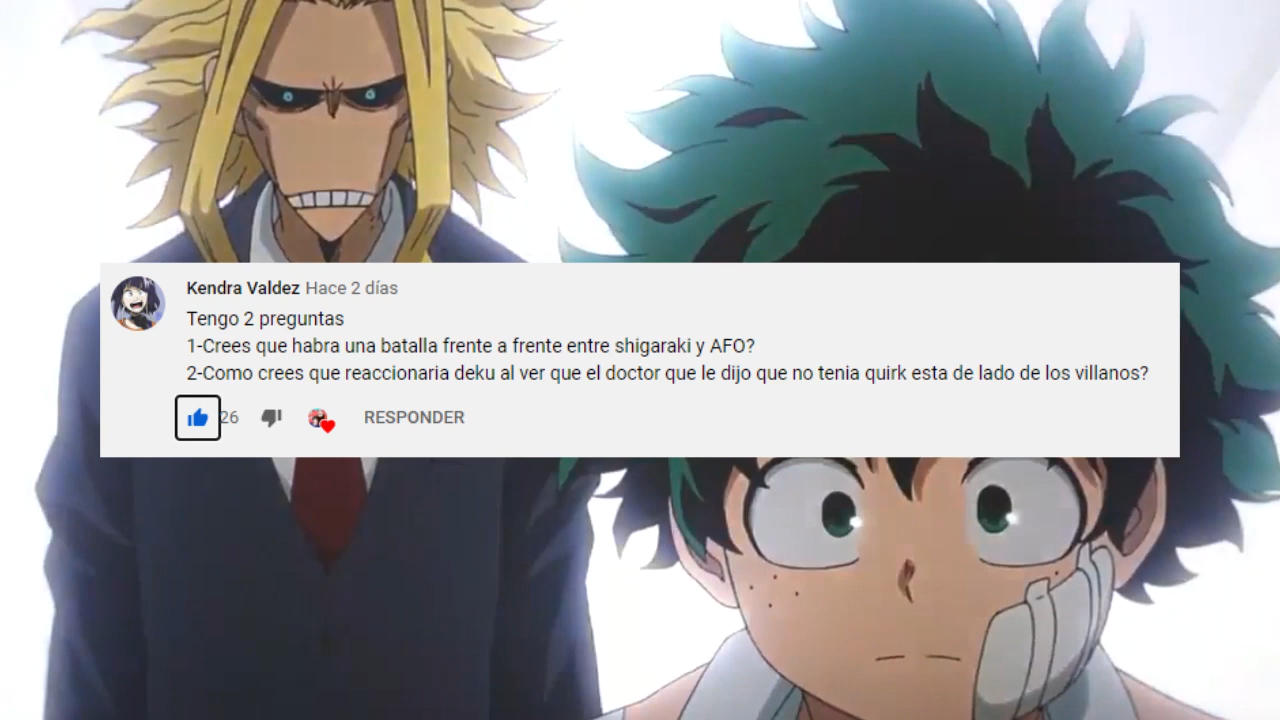 Kendra Valdez Hace 2 días
Tengo 2 preguntas
1-Crees que habra una batalla frente a frente entre shigaraki y AFO?
2-Como crees que reaccionaria deku al ver que el doctor que le dijo que no tenia quirk esta de lado de los villanos?
26 RESPONDER